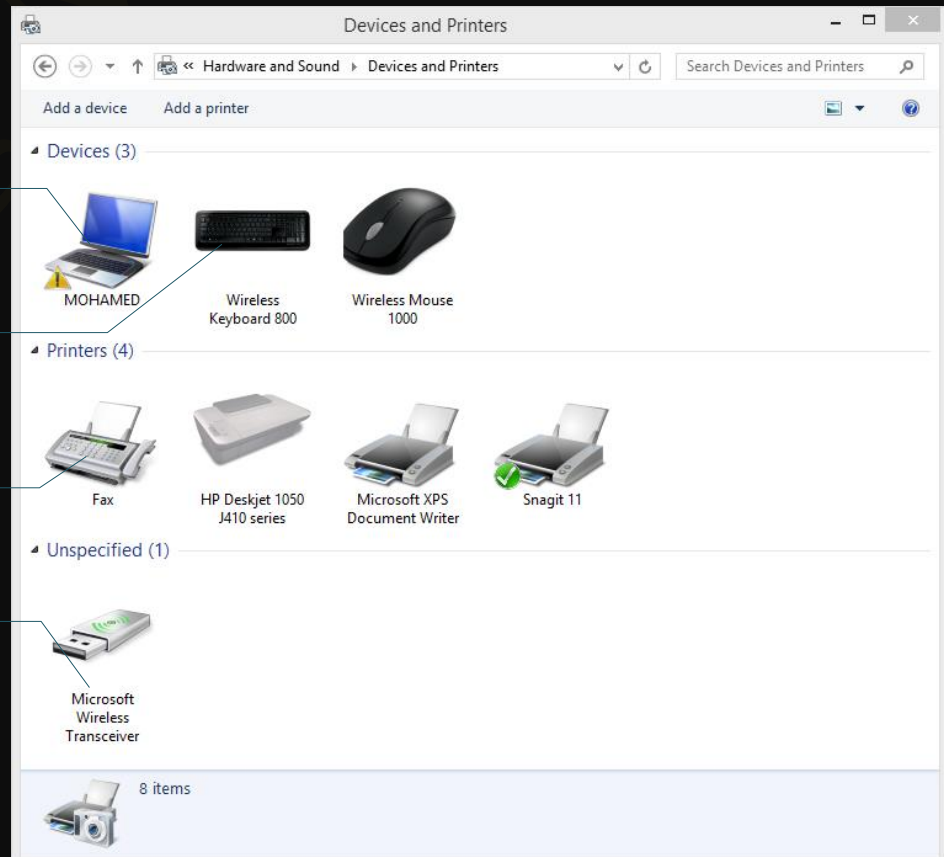 Devices and Printers
« Hardware and Sound Devices and Printers
Search Devices and Printers
Add a device Add a printer
Devices (3)
MOHAMED
Wireless
Keyboard 800
Wireless Mouse
1000
Printers (4)
Fax
HP Deskjet 1050
J410 series
Microsoft XPS
Document Writer
Snagit 11
Unspecified (1)
Microsoft
Wireless
Transceiver
8 items